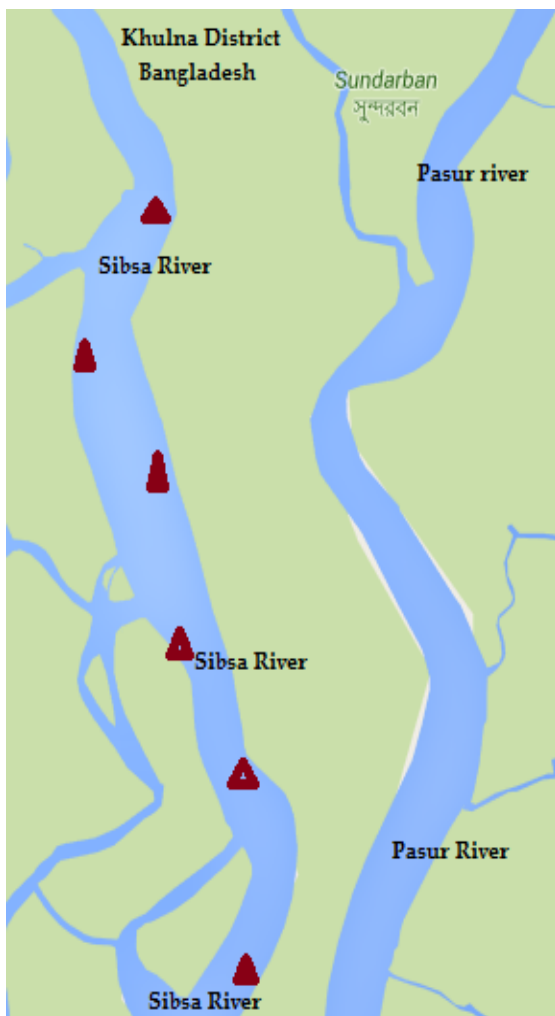 Khulna District
Bangladesh
Sundarban
সুন্দরবন
Pasur river
Sibsa River
Sibsa River
Pasur River
Sibsa River